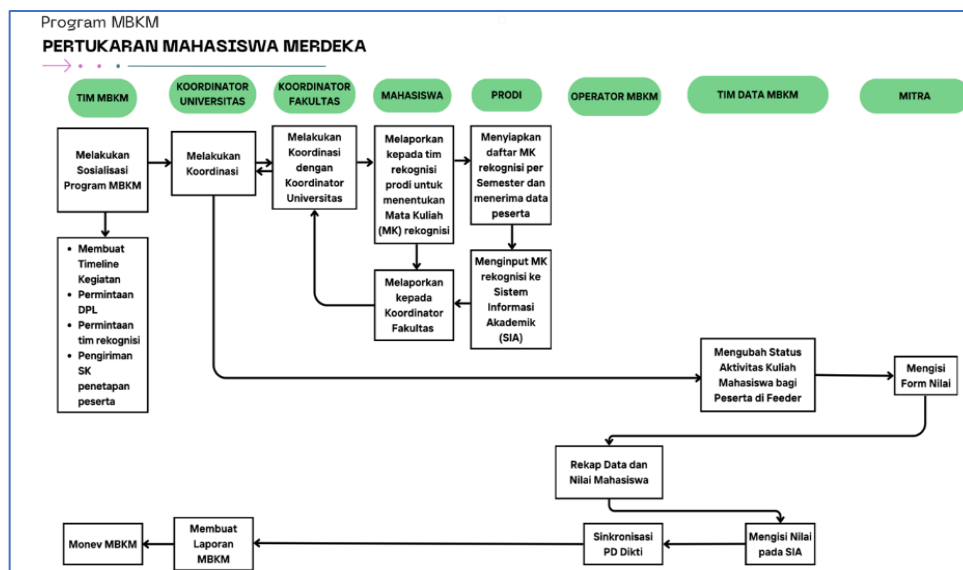 Program MBKM
PERTUKARAN MAHASISWA MERDEKA
TIM MBKM
KOORDINATOR
UNIVERSITAS
KOORDINATOR
FAKULTAS
MAHASISWA
PRODI
OPERATOR MBKM
TIM DATA MBKM
MITRA
Melakukan
Sosialisasi
Program MBKM
Melakukan
Koordinasi
Melakukan
Koordinasi
dengan
Koordinator
Universitas
Melaporkan
kepada tim
rekognisi
prodi untuk
menentukan
Mata Kuliah
(MK) rekognisi
Menyiapkan
daftar MK
rekognisi per
Semester dan
menerima data
peserta
• Membuat
Timeline
Kegiatan
• Permintaan
DPL
• Permintaan
tim rekognisi
• Pengiriman
SK
penetapan
peserta
Melaporkan
kepada
Koordinator
Fakultas
Menginput MK
rekognisi ke
Sistem
Informasi
Akademik
(SIA)
Mengubah Status
Aktivitas Kuliah
Mahasiswa bagi
Peserta di Feeder
Mengisi
Form Nilai
Rekap Data dan
Nilai Mahasiswa
Monev MBKM
Membuat
Laporan
MBKM
Sinkronisasi
PD Dikti
Mengisi Nilai
pada SIA